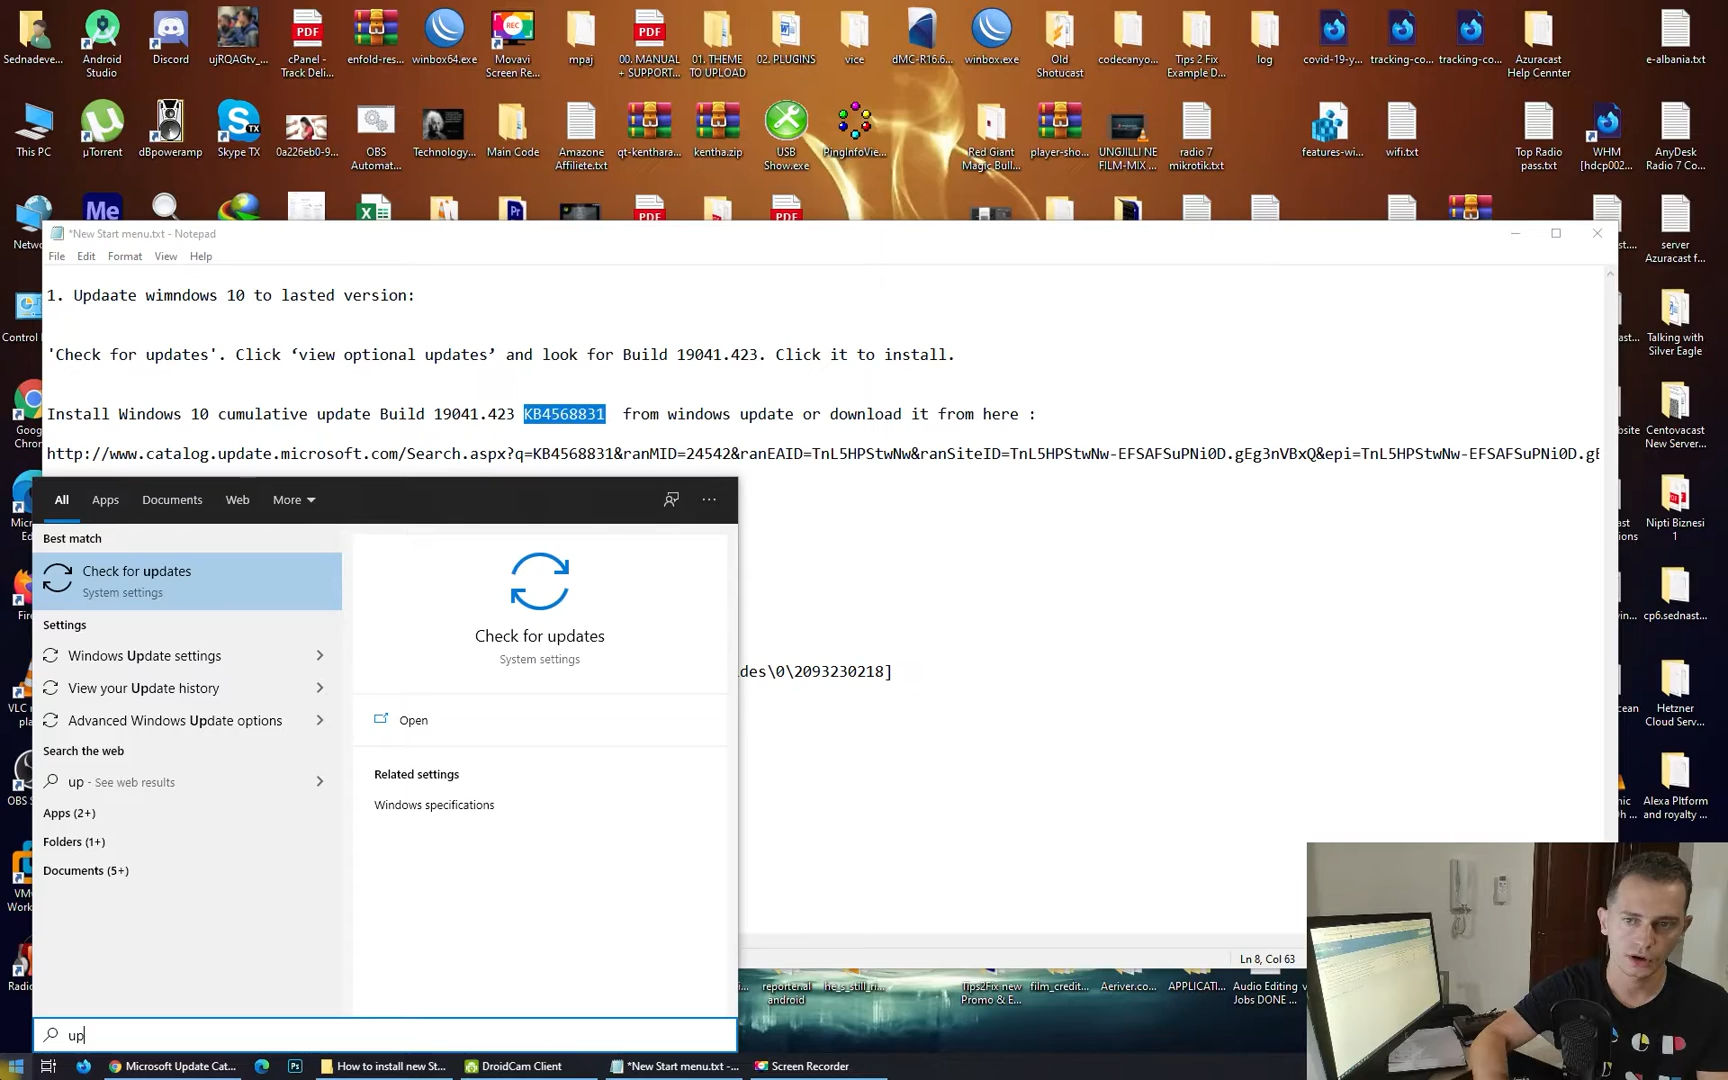 Sednadeve...
Android
Studio
Discord
ujRQAGtv_...
cPanel -
Track Deli...
enfold-res...
winbox64.exe
Movavi
Screen Re...
mpaj
00. MANUAL
+ SUPPORT...
01. THEME
TO UPLOAD
02. PLUGINS
vice
dMC-R16.6...
winbox.exe
Old
Shotucast
codecanyo...
Tips 2 Fix
Example D...
log
covid-19-y...
tracking-co...
tracking-co...
Azuracast
Help Cennter
e-albania.txt
This PC
µTorrent
dBpoweramp
Skype TX
0a226eb0-9...
OBS
Automat...
Technology...
Main Code
Amazone
Affiliete.txt
qt-kenthara...
kentha.zip
USB
Show.exe
PingInfoVie...
Red Giant
Magic Bull...
player-sho...
UNGJILLI NE
FILM-MIX ...
radio 7
mikrotik.txt
features-wi...
wifi.txt
Top Radio
pass.txt
WHM
[hdcp002...
AnyDesk
Radio 7 Co...
server
Azuracast f...
*New Start menu.txt - Notepad
File Edit Format View Help
1. Updaate wimndows 10 to lasted version:
'Check for updates'. Click ‘view optional updates’ and look for Build 19041.423. Click it to install.
Install Windows 10 cumulative update Build 19041.423 KB4568831 from windows update or download it from here :
http://www.catalog.update.microsoft.com/Search.aspx?q=KB4568831&ranMID=24542&ranEAID=TnL5HPStwNw&ranSiteID=TnL5HPStwNw-EFSAFSuPNi0D.gEg3nVBxQ&epi=TnL5HPStwNw-EFSAFSuPNi0D.gE
des\0\2093230218]
Ln 8, Col 63
Talking with
Silver Eagle
Centovacast
New Server...
Nipti Biznesi
1
cp6.sednast...
Hetzner
Cloud Serv...
Alexa Pltform
and royalty ...
All Apps Documents Web More
Best match
Check for updates
System settings
Settings
Windows Update settings
View your Update history
Advanced Windows Update options
Search the web
up - See web results
Apps (2+)
Folders (1+)
Documents (5+)
Check for updates
System settings
Open
Related settings
Windows specifications
up
reporter.al
android
he_s_still_ri...
Tips2Fix new
Promo & E...
film_credit...
Aeriver.co...
APPLICATI...
Audio Editing
Jobs DONE ...
Microsoft Update Cat...
How to install new St...
DroidCam Client
*New Start menu.txt -...
Screen Recorder